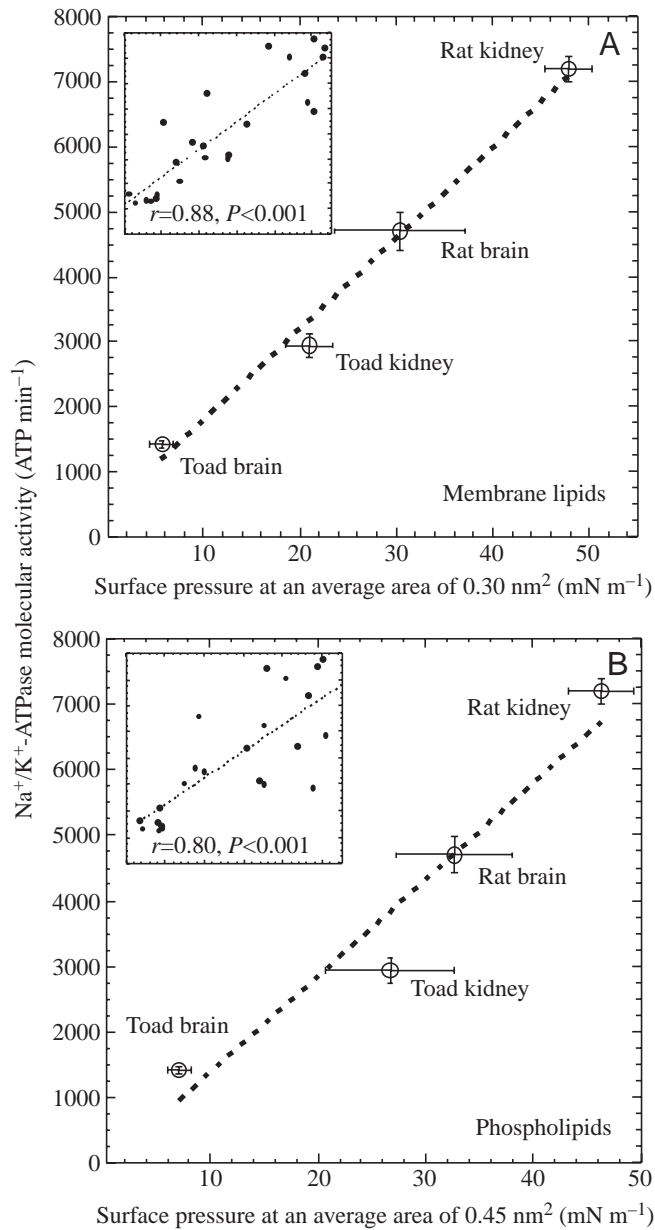 8000
A
Rat kidney
7000
6000
r=0.88, P<0.001
5000
Rat brain
4000
3000
Toad kidney
2000
1000
Toad brain
Membrane lipids
0
10 20 30 40 50
Surface pressure at an average area of 0.30 nm² (mN m⁻¹)
Na⁺/K⁺-ATPase molecular activity (ATP min⁻¹)
8000
B
7000
Rat kidney
6000
r=0.80, P<0.001
5000
Rat brain
4000
3000
Toad kidney
2000
Toad brain
1000
Phospholipids
0
10 20 30 40 50
Surface pressure at an average area of 0.45 nm² (mN m⁻¹)